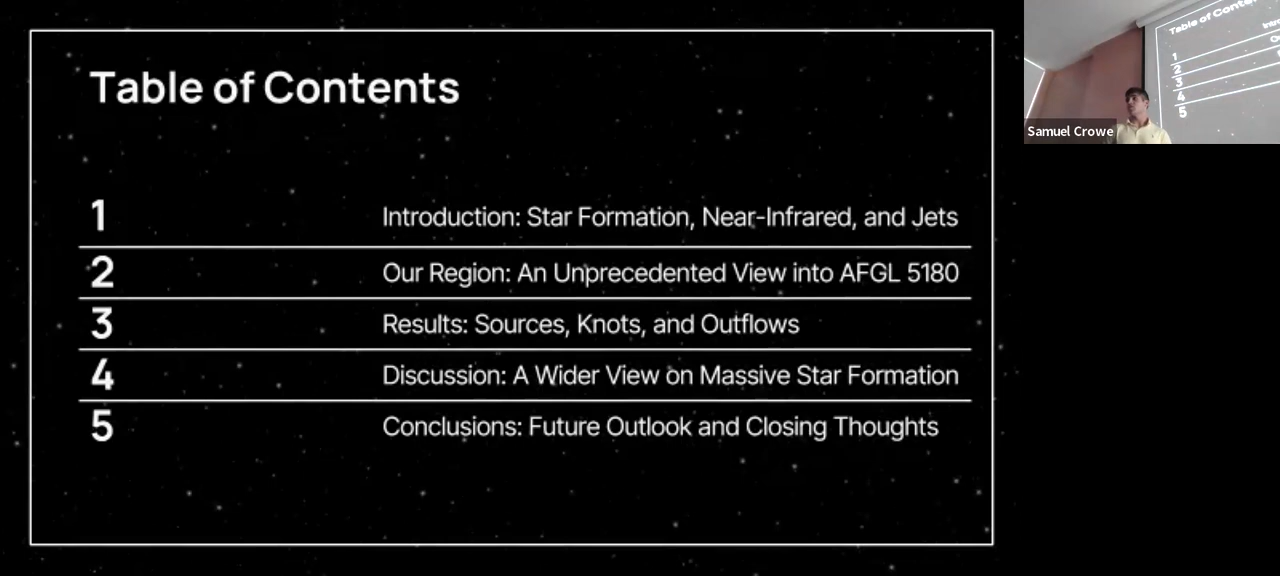 Table of Contents
1 Introduction: Star Formation, Near-Infrared, and Jets
2 Our Region: An Unprecedented View into AFGL 5180
3 Results: Sources, Knots, and Outflows
4 Discussion: A Wider View on Massive Star Formation
5 Conclusions: Future Outlook and Closing Thoughts
Table of Conte
1
2
3
4
5
Samuel Crowe